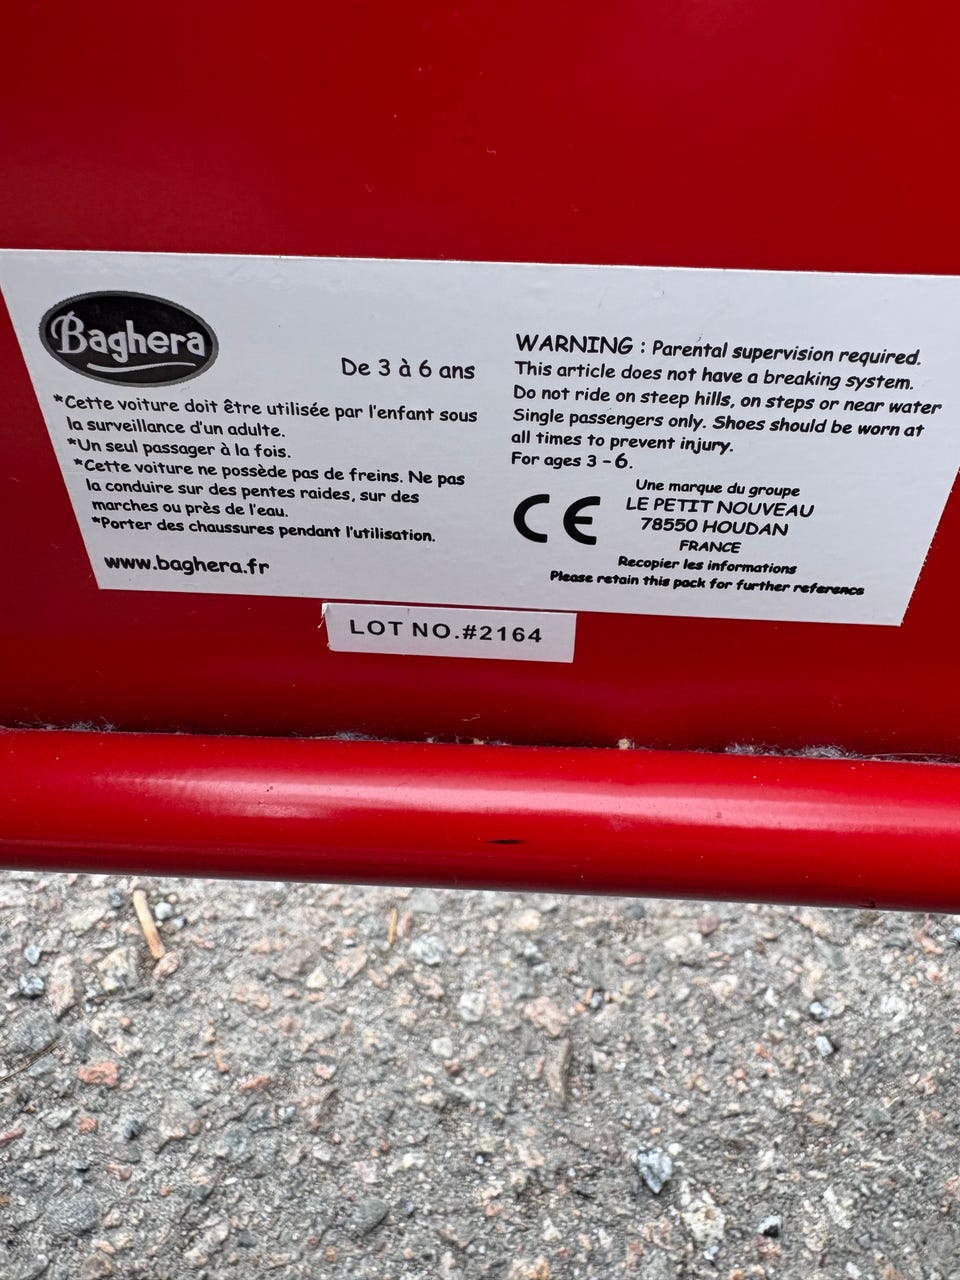 Baghera
De 3 à 6 ans
*Cette voiture doit être utilisée par l'enfant sous
la surveillance d'un adulte.
*Un seul passager à la fois.
*Cette voiture ne possède pas de freins. Ne pas
la conduire sur des pentes raides, sur des
marches ou près de l'eau.
*Porter des chaussures pendant l'utilisation.
www.baghera.fr
WARNING : Parental supervision required.
This article does not have a breaking system.
Do not ride on steep hills, on steps or near water
Single passengers only. Shoes should be worn at
all times to prevent injury.
For ages 3 - 6.
CE
Une marque du groupe
LE PETIT NOUVEAU
78550 HOUDAN
FRANCE
Recopier les informations
Please retain this pack for further reference
LOT NO.#2164